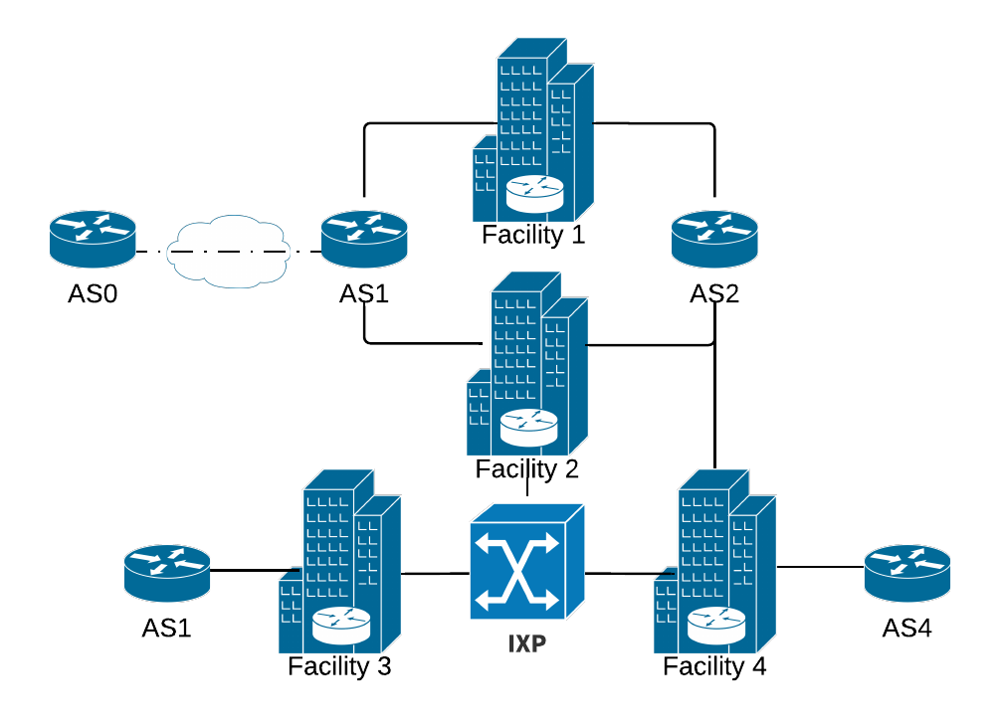 Facility 1
AS0
AS1
AS2
Facility 2
AS1
IXP
AS4
Facility 3
Facility 4